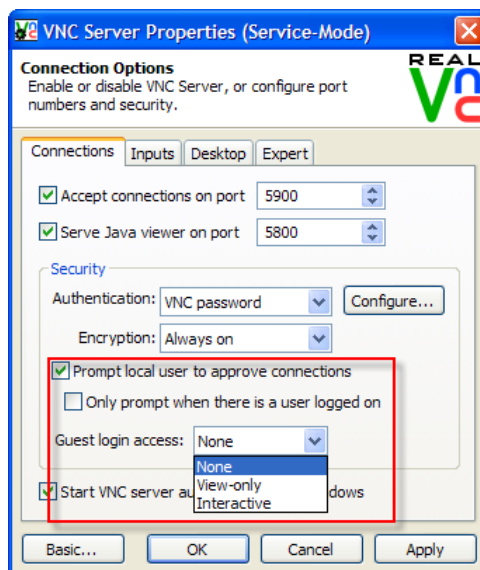 VNC Server Properties (Service-Mode)
Connection Options
Enable or disable VNC Server, or configure port
numbers and security.
REAL
VNC
Connections Inputs Desktop Expert
Accept connections on port 5900
Serve Java viewer on port 5800
Security
Authentication: VNC password Configure...
Encryption: Always on
Prompt local user to approve connections
Only prompt when there is a user logged on
Guest login access: None
None
View-only
Interactive
Start VNC server au dows
Basic... OK Cancel Apply